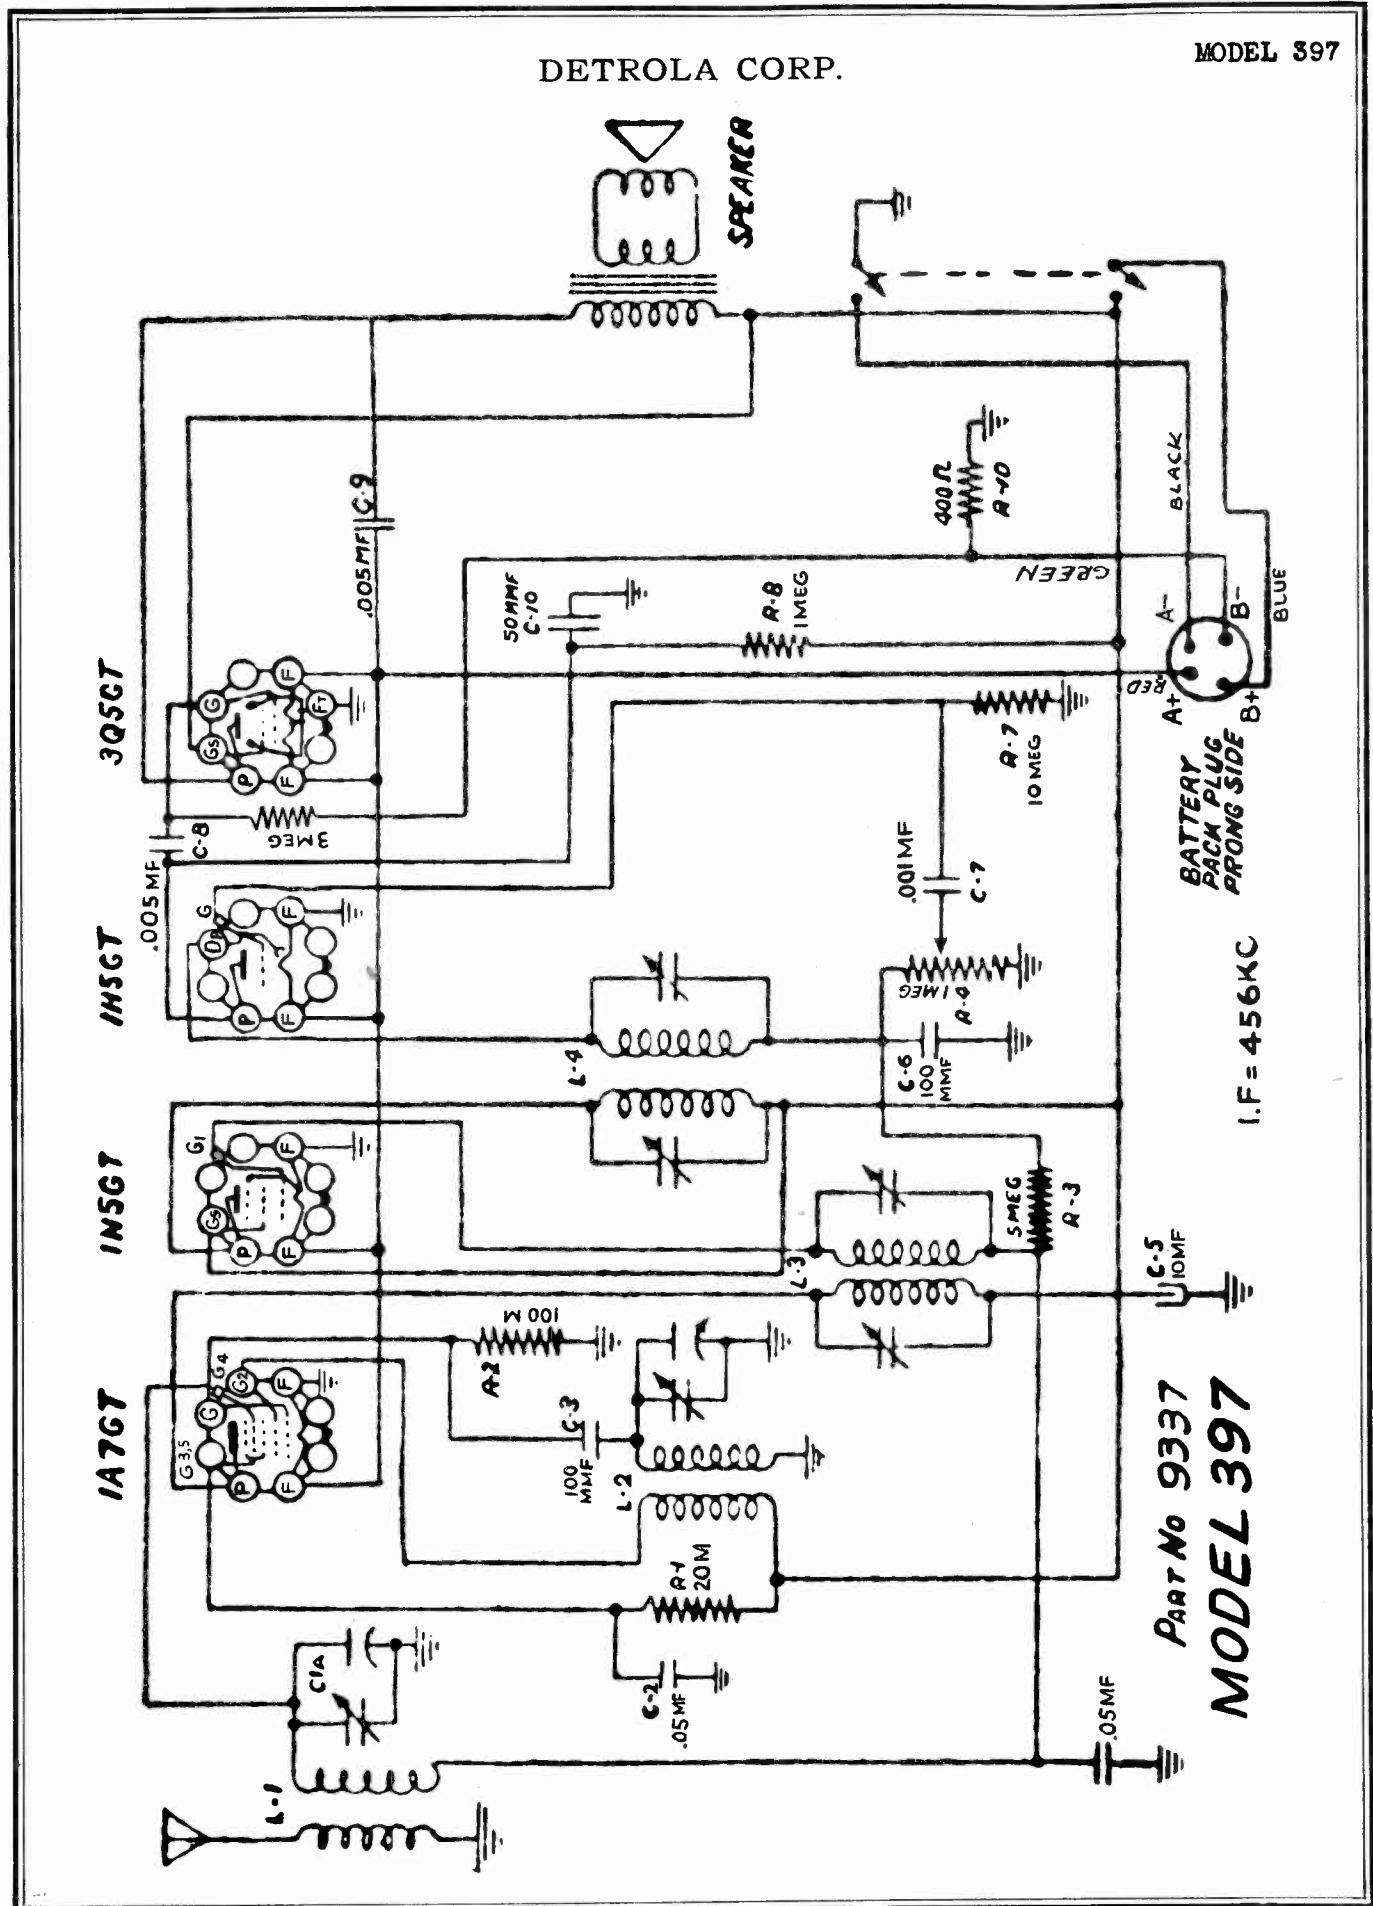 MODEL 397
DETROLA CORP.
SPEAKER
3Q5GT
1H5GT
1N5GT
1A7GT
G
GS
P
F
F
FT
C-8
.005MF
3MEG
.005MF
C-9
50MMF
C-10
R-8
1MEG
400Ω
R-10
GREEN
BLACK
RED
BLUE
A-
B-
A+
B+
BATTERY
PACK PLUG
PRONG SIDE
R-7
10MEG
.001MF
C-7
G
P
F
F
1MEG
R-4
C-6
100
MMF
L-4
I.F=456KC
G1
GS
P
F
F
5MEG
R-3
L-3
C-5
10MF
G4
G2
G
G3,5
P
F
F
100M
R-2
C-3
100
MMF
L-2
R-1
20M
C-2
.05MF
C1A
L-1
.05MF
PART NO 9337
MODEL 397